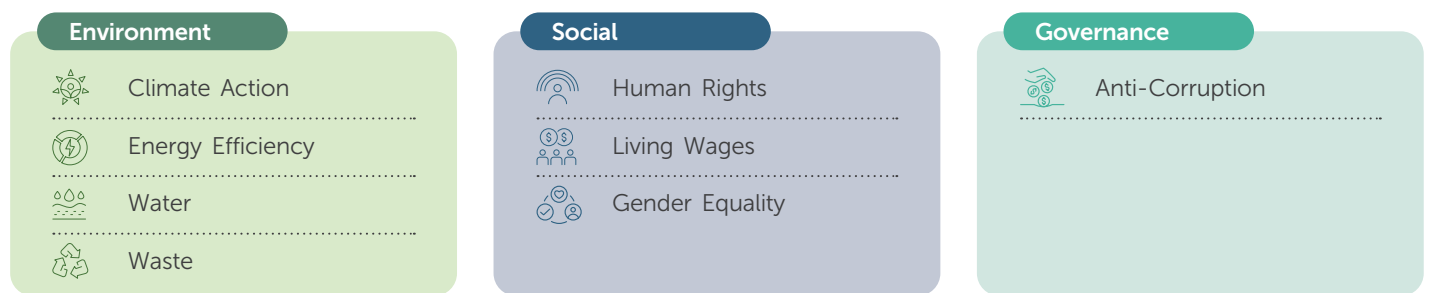 Environment
Climate Action
Energy Efficiency
Water
Waste
Social
Human Rights
Living Wages
Gender Equality
Governance
Anti-Corruption